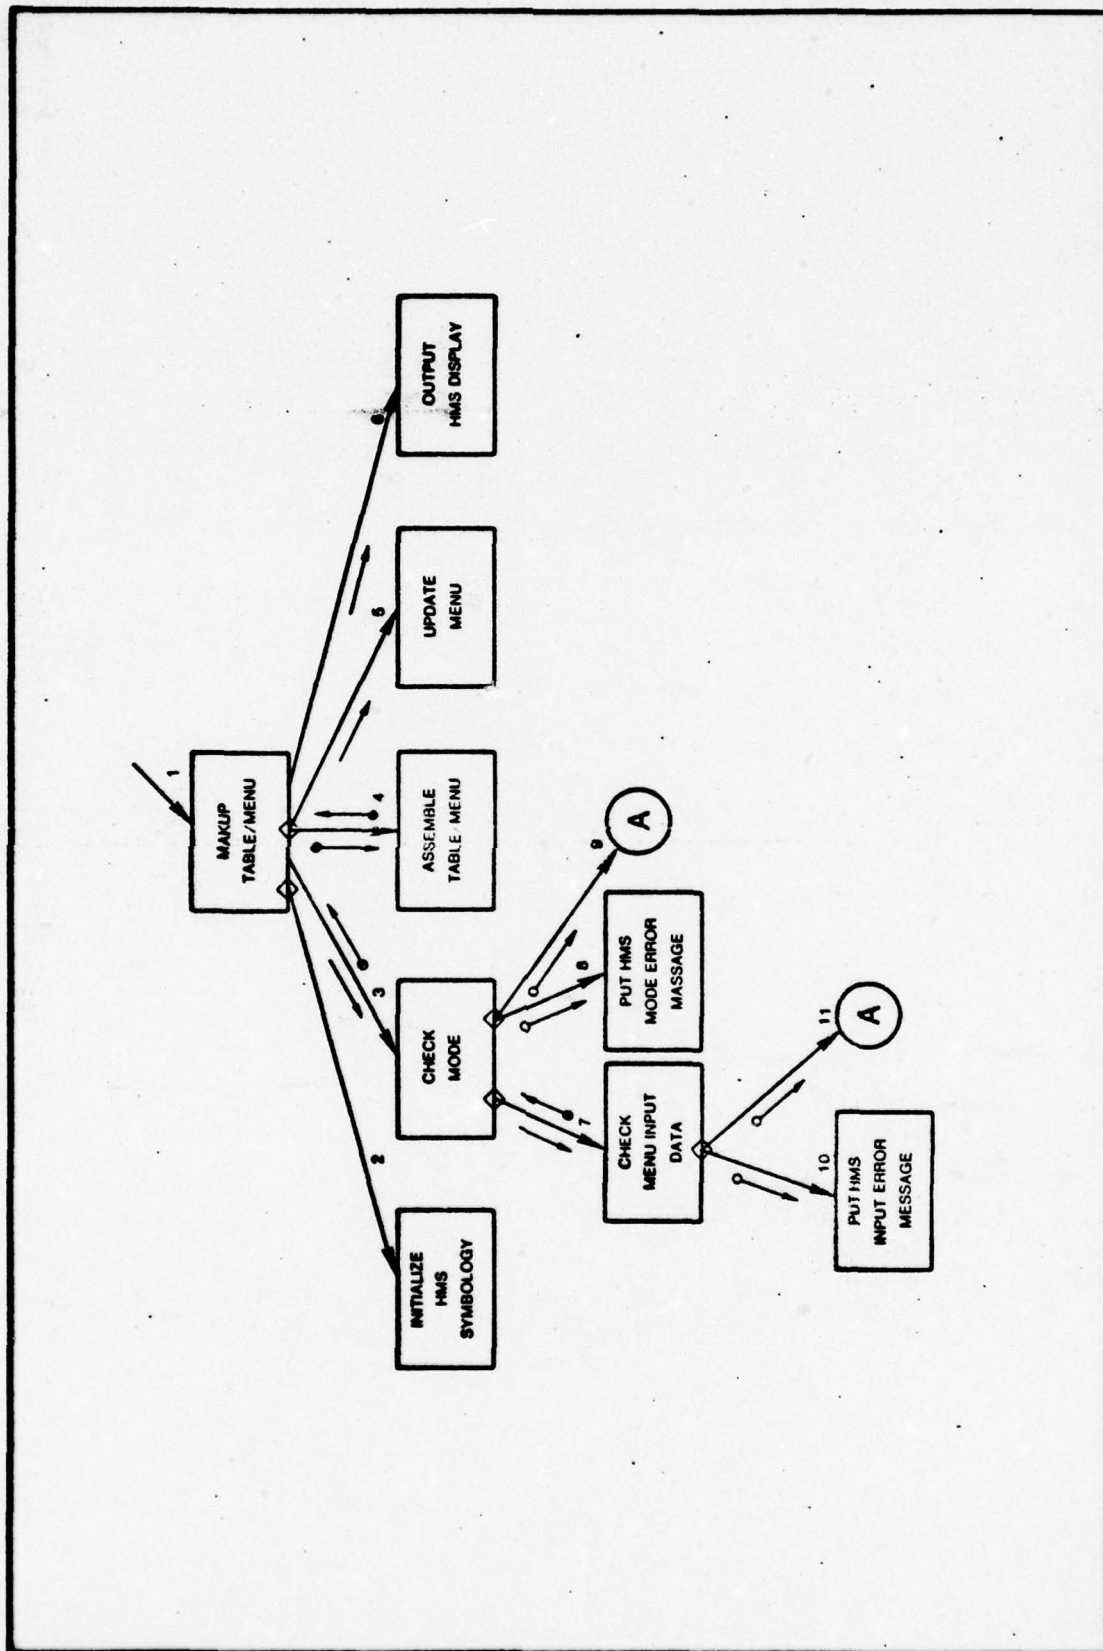 1
MAKUP
TABLE/MENU
2
3
4
5
6
INITIALIZE
HMS
SYMBOLOGY
CHECK
MODE
ASSEMBLE
TABLE/MENU
UPDATE
MENU
OUTPUT
HMS DISPLAY
7
8
9
CHECK
MENU INPUT
DATA
PUT HMS
MODE ERROR
MASSAGE
A
10
11
PUT HMS
INPUT ERROR
MESSAGE
A